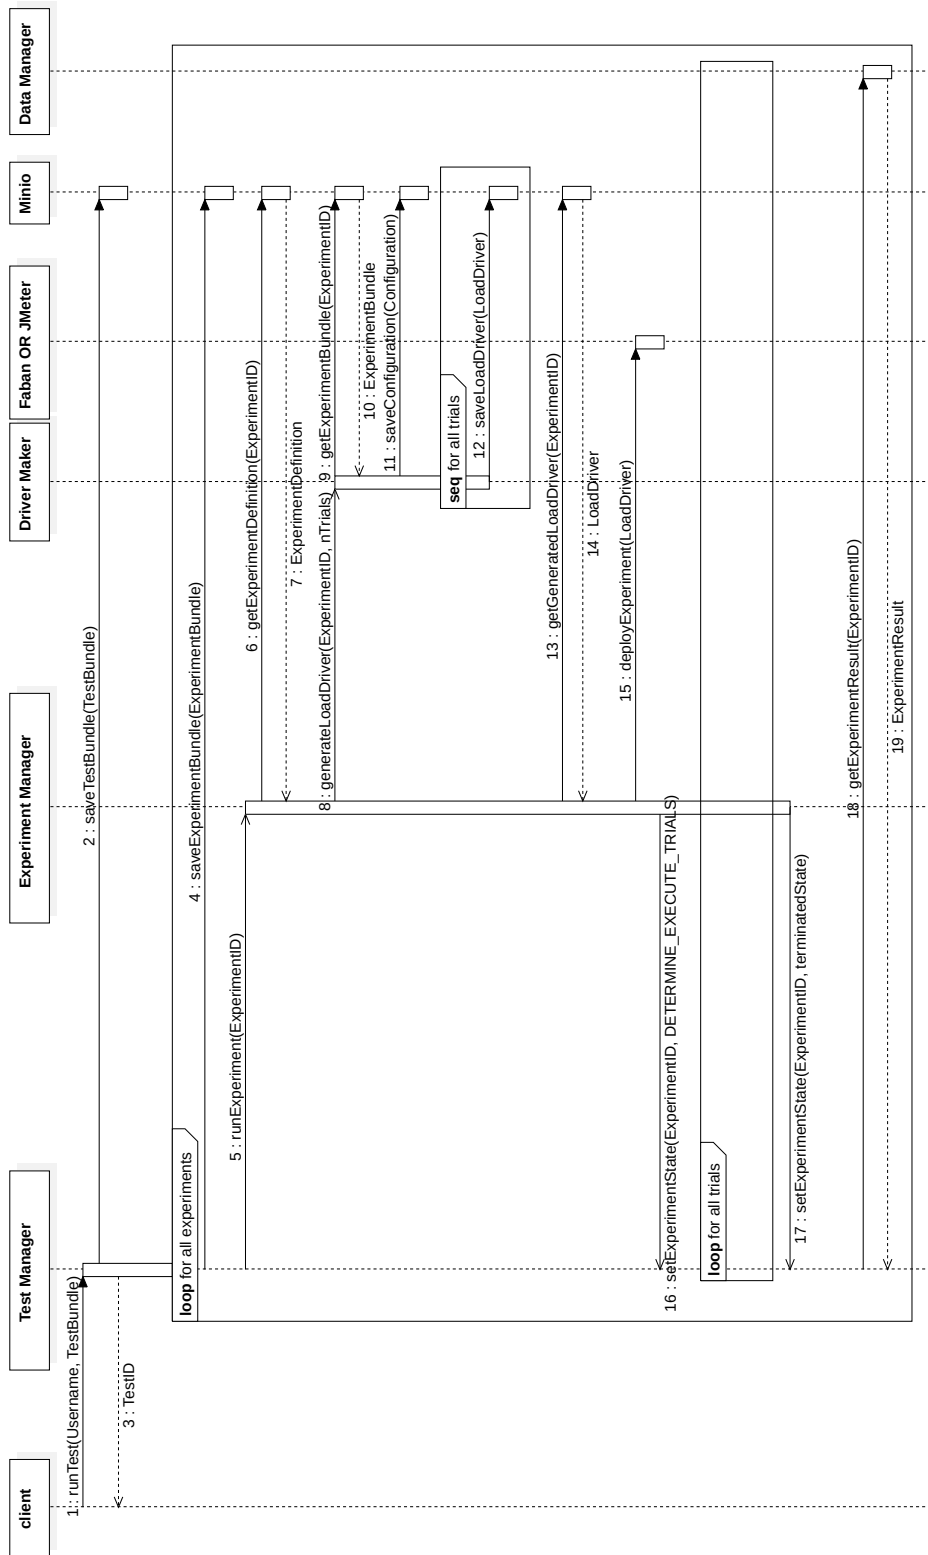 client
Test Manager
Experiment Manager
Driver Maker
Faban OR JMeter
Minio
Data Manager
1 : runTest(Username, TestBundle)
2 : saveTestBundle(TestBundle)
3 : TestID
loop for all experiments
4 : saveExperimentBundle(ExperimentBundle)
5 : runExperiment(ExperimentID)
6 : getExperimentDefinition(ExperimentID)
7 : ExperimentDefinition
8 : generateLoadDriver(ExperimentID, nTrials)
9 : getExperimentBundle(ExperimentID)
10 : ExperimentBundle
11 : saveConfiguration(Configuration)
seq for all trials
12 : saveLoadDriver(LoadDriver)
13 : getGeneratedLoadDriver(ExperimentID)
14 : LoadDriver
15 : deployExperiment(LoadDriver)
16 : setExperimentState(ExperimentID, DETERMINE_EXECUTE_TRIALS)
loop for all trials
17 : setExperimentState(ExperimentID, terminatedState)
18 : getExperimentResult(ExperimentID)
19 : ExperimentResult